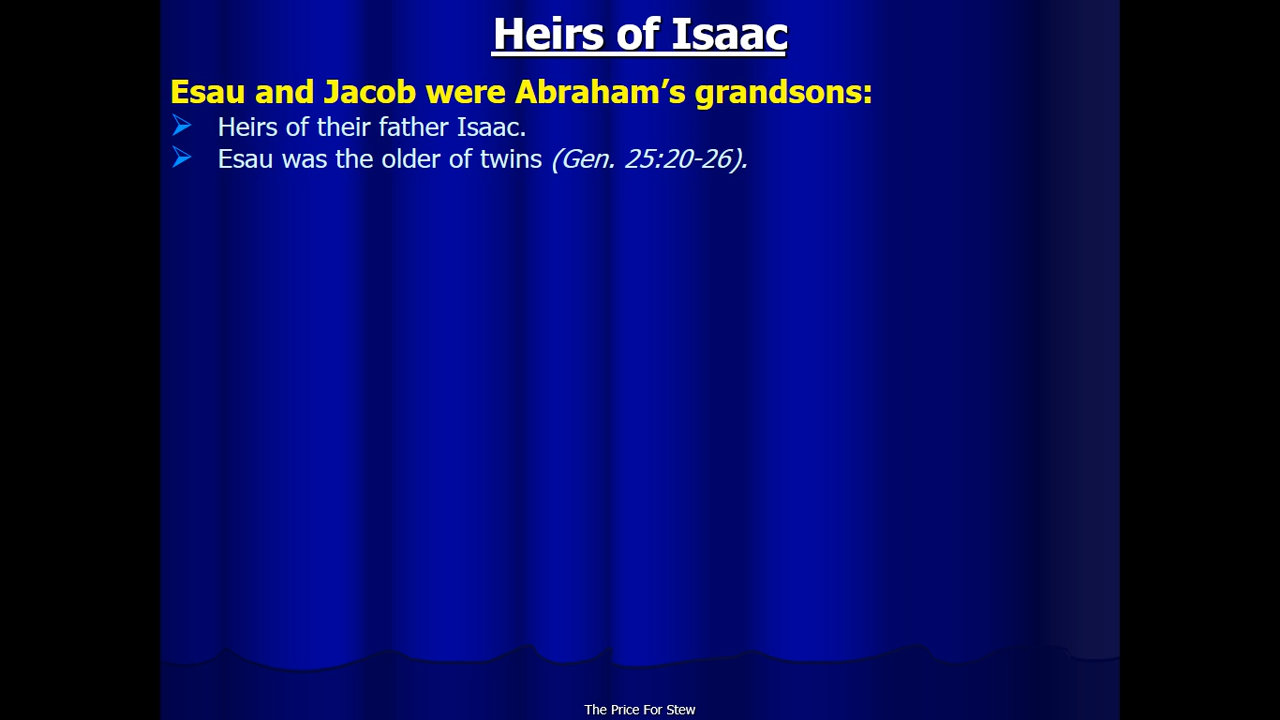 Heirs of Isaac
Esau and Jacob were Abraham’s grandsons:
Heirs of their father Isaac.
Esau was the older of twins (Gen. 25:20-26).
The Price For Stew